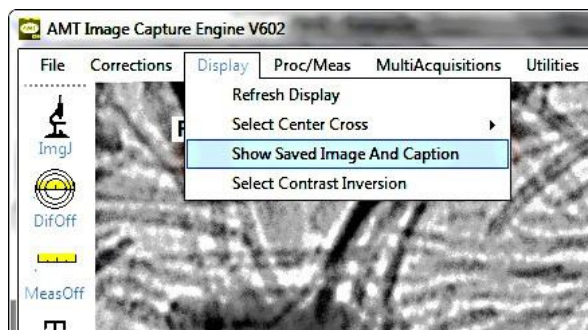 AMT Image Capture Engine V602
File Corrections Display Proc/Meas MultiAcquisitions Utilities
Refresh Display
Select Center Cross
Show Saved Image And Caption
Select Contrast Inversion
ImgJ
DifOff
MeasOff